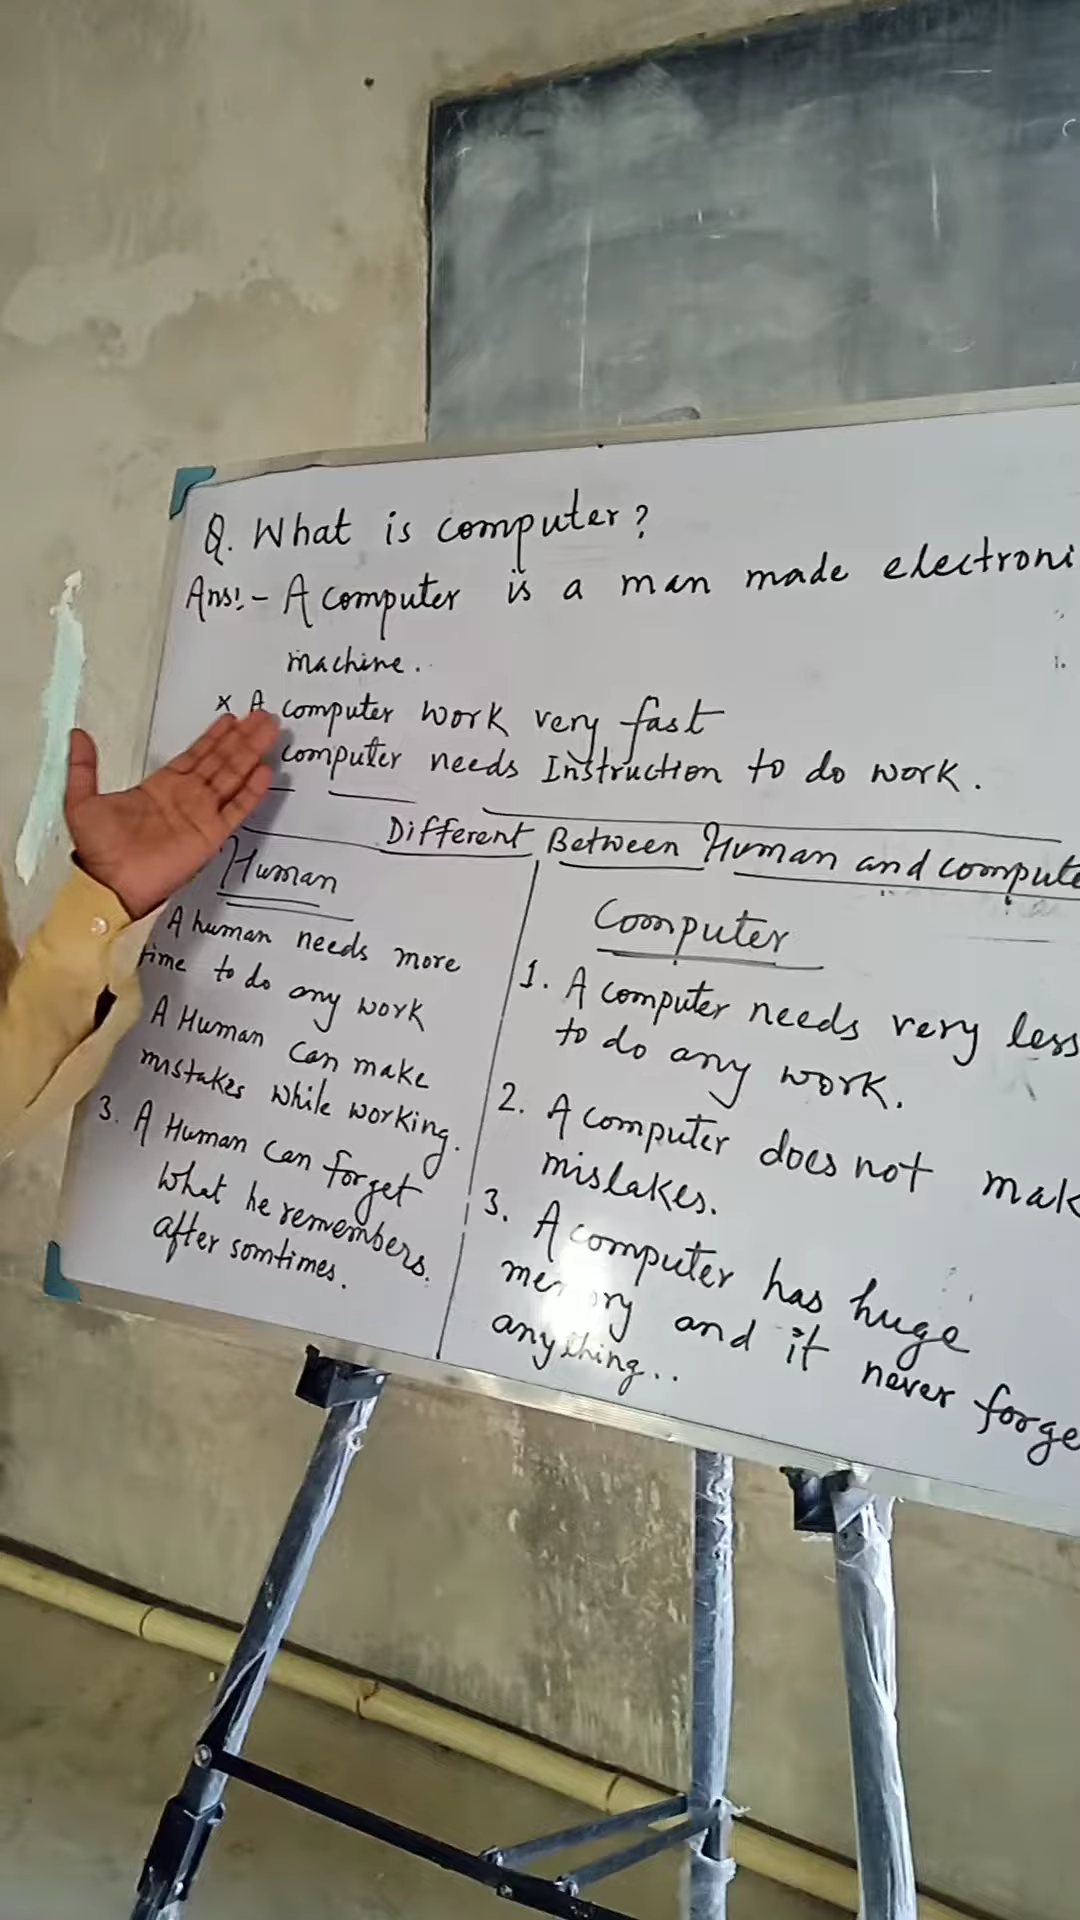 Q. What is computer?
Ans:- A computer is a man made electroni
machine.
x A computer work very fast
computer needs Instruction to do work.
Different Between Human and compute
Human
A human needs more
time to do any work
A Human can make
mistakes while working.
3. A Human can forget
what he remembers.
after somtimes.
Computer
1. A computer needs very less
to do any work.
2. A computer does not mak
mistakes.
3. A computer has huge
memory and it never forge
anything..